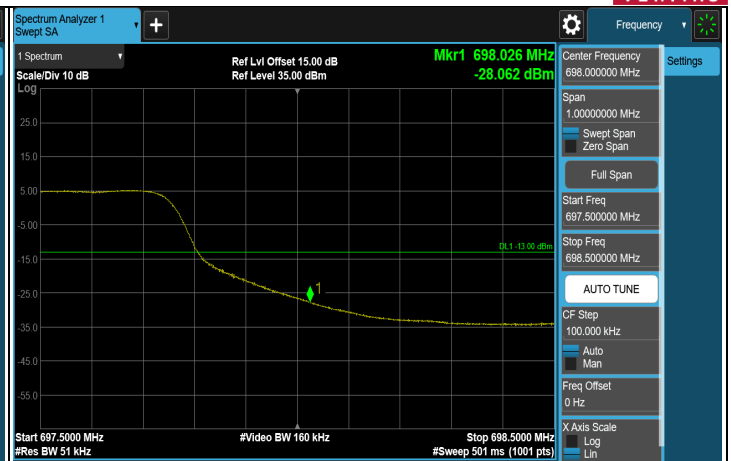 Spectrum Analyzer 1
Swept SA
Frequency
1 Spectrum
Scale/Div 10 dB
Log
Ref Lvl Offset 15.00 dB
Ref Level 35.00 dBm
Mkr1 698.026 MHz
-28.062 dBm
25.0
15.0
5.00
-5.00
-15.0
-25.0
-35.0
-45.0
-55.0
DL1 -13.00 dBm
1
Start 697.5000 MHz
#Res BW 51 kHz
#Video BW 160 kHz
Stop 698.5000 MHz
#Sweep 501 ms (1001 pts)
Center Frequency
698.000000 MHz
Settings
Span
1.00000000 MHz
Swept Span
Zero Span
Full Span
Start Freq
697.500000 MHz
Stop Freq
698.500000 MHz
AUTO TUNE
CF Step
100.000 kHz
Auto
Man
Freq Offset
0 Hz
X Axis Scale
Log
Lin